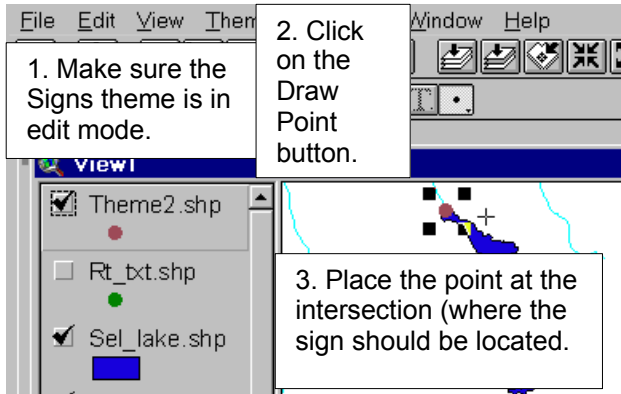 File Edit View Them Window Help
1. Make sure the
Signs theme is in
edit mode.
2. Click
on the
Draw
Point
button.
View1
Theme2.shp
Rt_txt.shp
Sel_lake.shp
3. Place the point at the
intersection (where the
sign should be located.